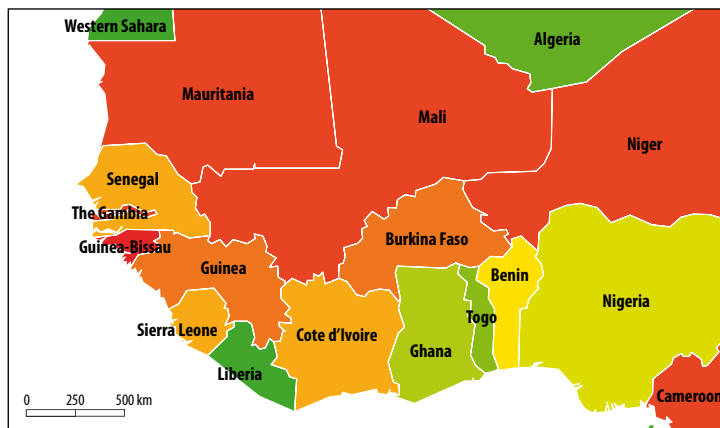 Western Sahara
Algeria
Mauritania
Mali
Niger
Senegal
The Gambia
Guinea-Bissau
Burkina Faso
Guinea
Benin
Nigeria
Togo
Sierra Leone
Cote d'Ivoire
Ghana
Liberia
Cameroon
0 250 500 km